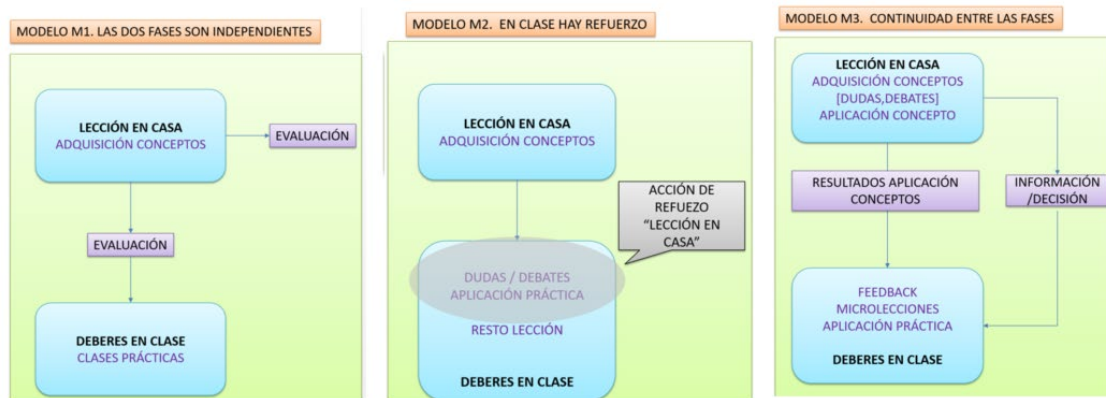 MODELO M1. LAS DOS FASES SON INDEPENDIENTES
LECCIÓN EN CASA
ADQUISICIÓN CONCEPTOS
EVALUACIÓN
EVALUACIÓN
DEBERES EN CLASE
CLASES PRÁCTICAS
MODELO M2. EN CLASE HAY REFUERZO
LECCIÓN EN CASA
ADQUISICIÓN CONCEPTOS
ACCIÓN DE
REFUEZO
“LECCIÓN EN
CASA”
DUDAS / DEBATES
APLICACIÓN PRÁCTICA
RESTO LECCIÓN
DEBERES EN CLASE
MODELO M3. CONTINUIDAD ENTRE LAS FASES
LECCIÓN EN CASA
ADQUISICIÓN CONCEPTOS
[DUDAS,DEBATES]
APLICACIÓN CONCEPTO
RESULTADOS APLICACIÓN
CONCEPTOS
INFORMACIÓN
/DECISIÓN
FEEDBACK
MICROLECCIONES
APLICACIÓN PRÁCTICA
DEBERES EN CLASE